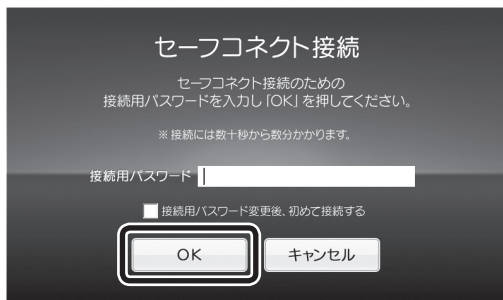 セーフコネクト接続
セーフコネクト接続のための
接続用パスワードを入力し「OK」を押してください。
※接続には数十秒から数分かかります。
接続用パスワード
接続用パスワード変更後、初めて接続する
OK キャンセル